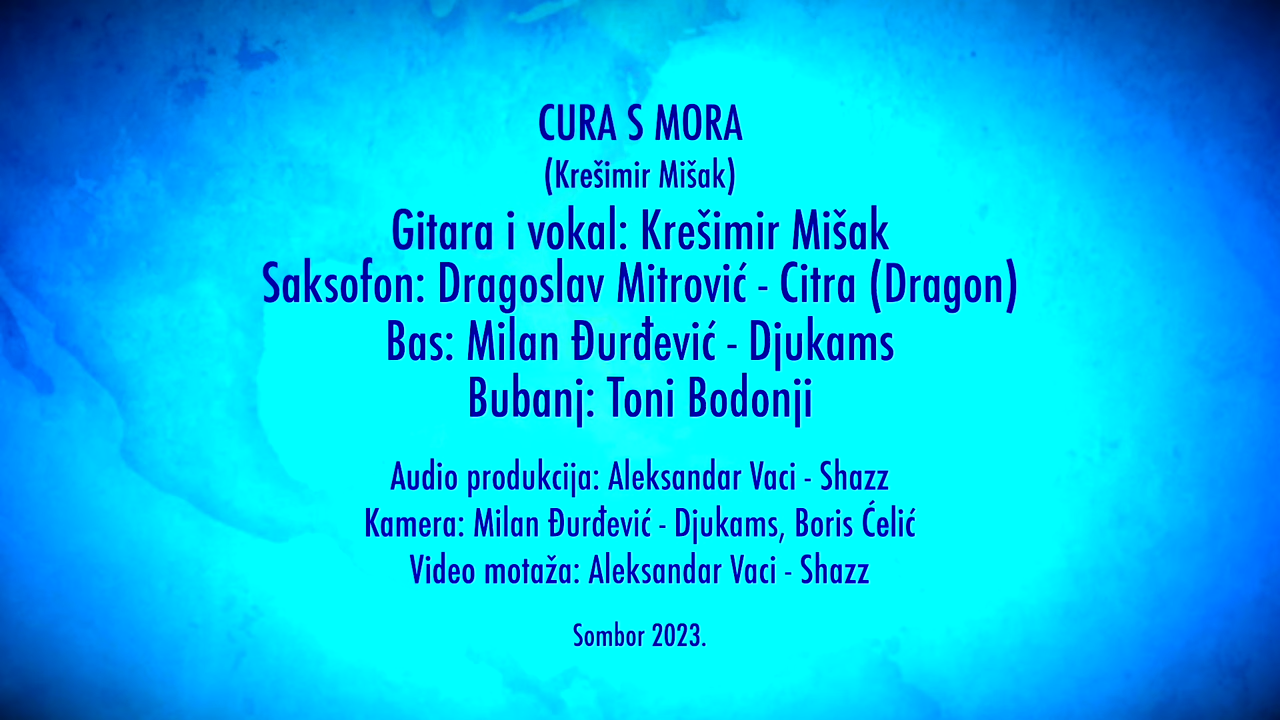 CURA S MORA
(Krešimir Mišak)
Gitara i vokal: Krešimir Mišak
Saksofon: Dragoslav Mitrović - Citra (Dragon)
Bas: Milan Đurđević - Djukams
Bubanj: Toni Bodonji
Audio produkcija: Aleksandar Vaci - Shazz
Kamera: Milan Đurđević - Djukams, Boris Ćelić
Video motaža: Aleksandar Vaci - Shazz
Sombor 2023.